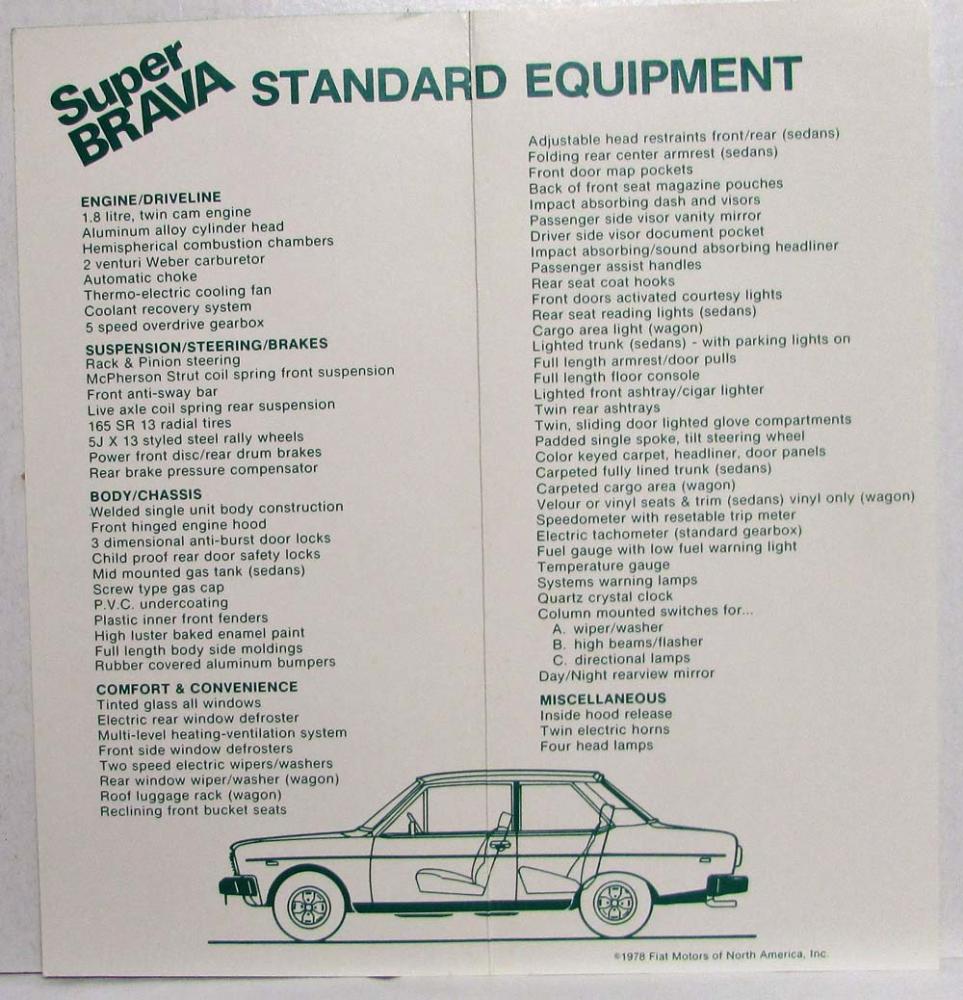 Super
BRAVA
STANDARD EQUIPMENT
ENGINE/DRIVELINE
1.8 litre, twin cam engine
Aluminum alloy cylinder head
Hemispherical combustion chambers
2 venturi Weber carburetor
Automatic choke
Thermo-electric cooling fan
Coolant recovery system
5 speed overdrive gearbox
SUSPENSION/STEERING/BRAKES
Rack & Pinion steering
McPherson Strut coil spring front suspension
Front anti-sway bar
Live axle coil spring rear suspension
165 SR 13 radial tires
5J X 13 styled steel rally wheels
Power front disc/rear drum brakes
Rear brake pressure compensator
BODY/CHASSIS
Welded single unit body construction
Front hinged engine hood
3 dimensional anti-burst door locks
Child proof rear door safety locks
Mid mounted gas tank (sedans)
Screw type gas cap
P.V.C. undercoating
Plastic inner front fenders
High luster baked enamel paint
Full length body side moldings
Rubber covered aluminum bumpers
COMFORT & CONVENIENCE
Tinted glass all windows
Electric rear window defroster
Multi-level heating-ventilation system
Front side window defrosters
Two speed electric wipers/washers
Rear window wiper/washer (wagon)
Roof luggage rack (wagon)
Reclining front bucket seats
Adjustable head restraints front/rear (sedans)
Folding rear center armrest (sedans)
Front door map pockets
Back of front seat magazine pouches
Impact absorbing dash and visors
Passenger side visor vanity mirror
Driver side visor document pocket
Impact absorbing/sound absorbing headliner
Passenger assist handles
Rear seat coat hooks
Front doors activated courtesy lights
Rear seat reading lights (sedans)
Cargo area light (wagon)
Lighted trunk (sedans) - with parking lights on
Full length armrest/door pulls
Full length floor console
Lighted front ashtray/cigar lighter
Twin rear ashtrays
Twin, sliding door lighted glove compartments
Padded single spoke, tilt steering wheel
Color keyed carpet, headliner, door panels
Carpeted fully lined trunk (sedans)
Carpeted cargo area (wagon)
Velour or vinyl seats & trim (sedans) vinyl only (wagon)
Speedometer with resetable trip meter
Electric tachometer (standard gearbox)
Fuel gauge with low fuel warning light
Temperature gauge
Systems warning lamps
Quartz crystal clock
Column mounted switches for...
A. wiper/washer
B. high beams/flasher
C. directional lamps
Day/Night rearview mirror
MISCELLANEOUS
Inside hood release
Twin electric horns
Four head lamps
©1978 Fiat Motors of North America, Inc.